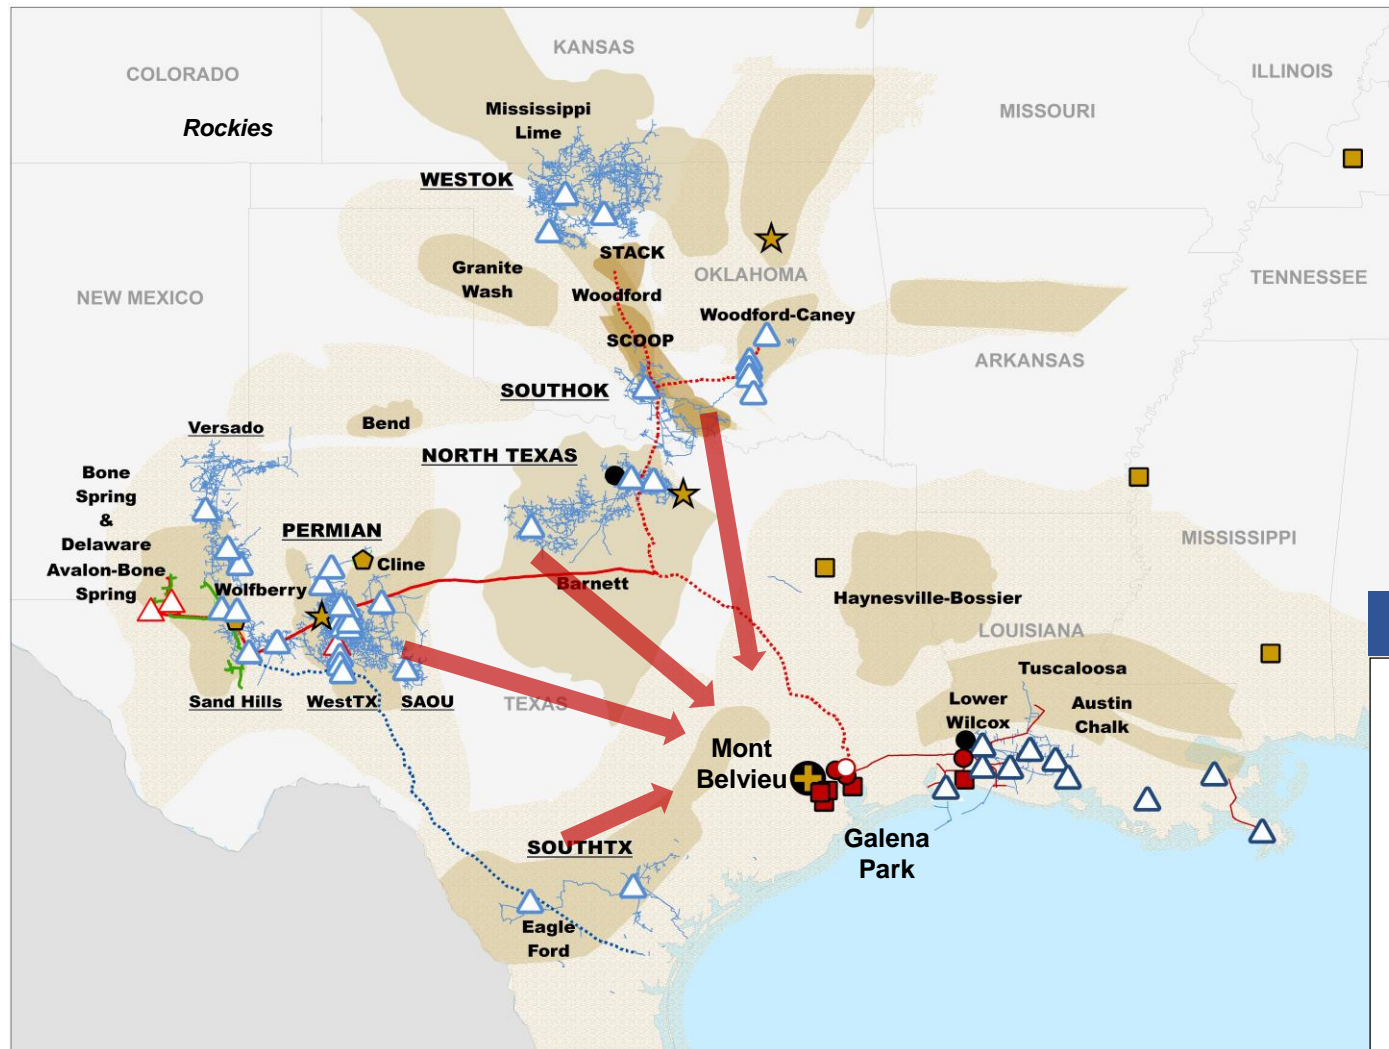 KANSAS
COLORADO
ILLINOIS
Rockies
Mississippi
Lime
MISSOURI
WESTOK
STACK
Granite
Wash
OKLAHOMA
TENNESSEE
NEW MEXICO
Woodford
Woodford-Caney
SCOOP
ARKANSAS
SOUTHOK
Versado
Bend
NORTH TEXAS
Bone
Spring
&
Delaware
Avalon-Bone
Spring
PERMIAN
Cline
Wolfberry
Barnett
MISSISSIPPI
Haynesville-Bossier
LOUISIANA
Tuscaloosa
Sand Hills
WestTX
SAOU
TEXAS
Lower
Wilcox
Austin
Chalk
Mont
Belvieu
Galena
Park
SOUTHTX
Eagle
Ford